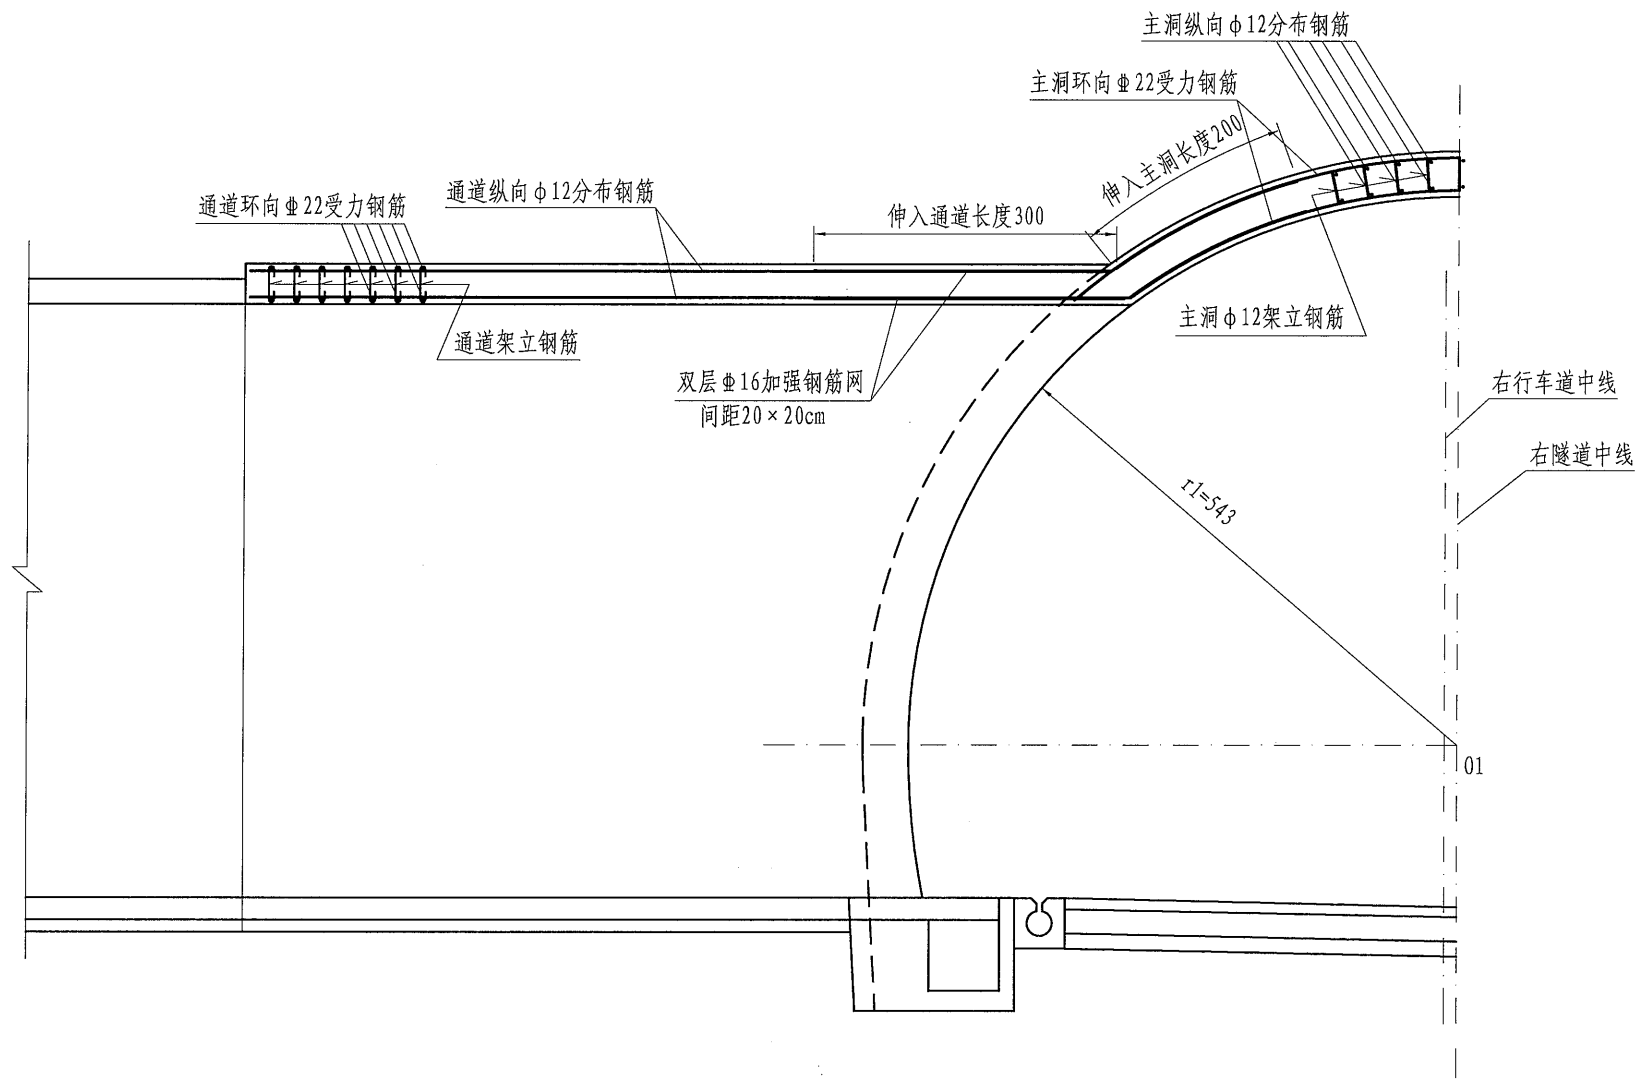 主洞纵向φ12分布钢筋
主洞环向Φ22受力钢筋
伸入主洞长度200
通道纵向φ12分布钢筋
通道环向Φ22受力钢筋
伸入通道长度300
主洞φ12架立钢筋
通道架立钢筋
双层Φ16加强钢筋网
间距20×20cm
右行车道中线
右隧道中线
r1=543
01